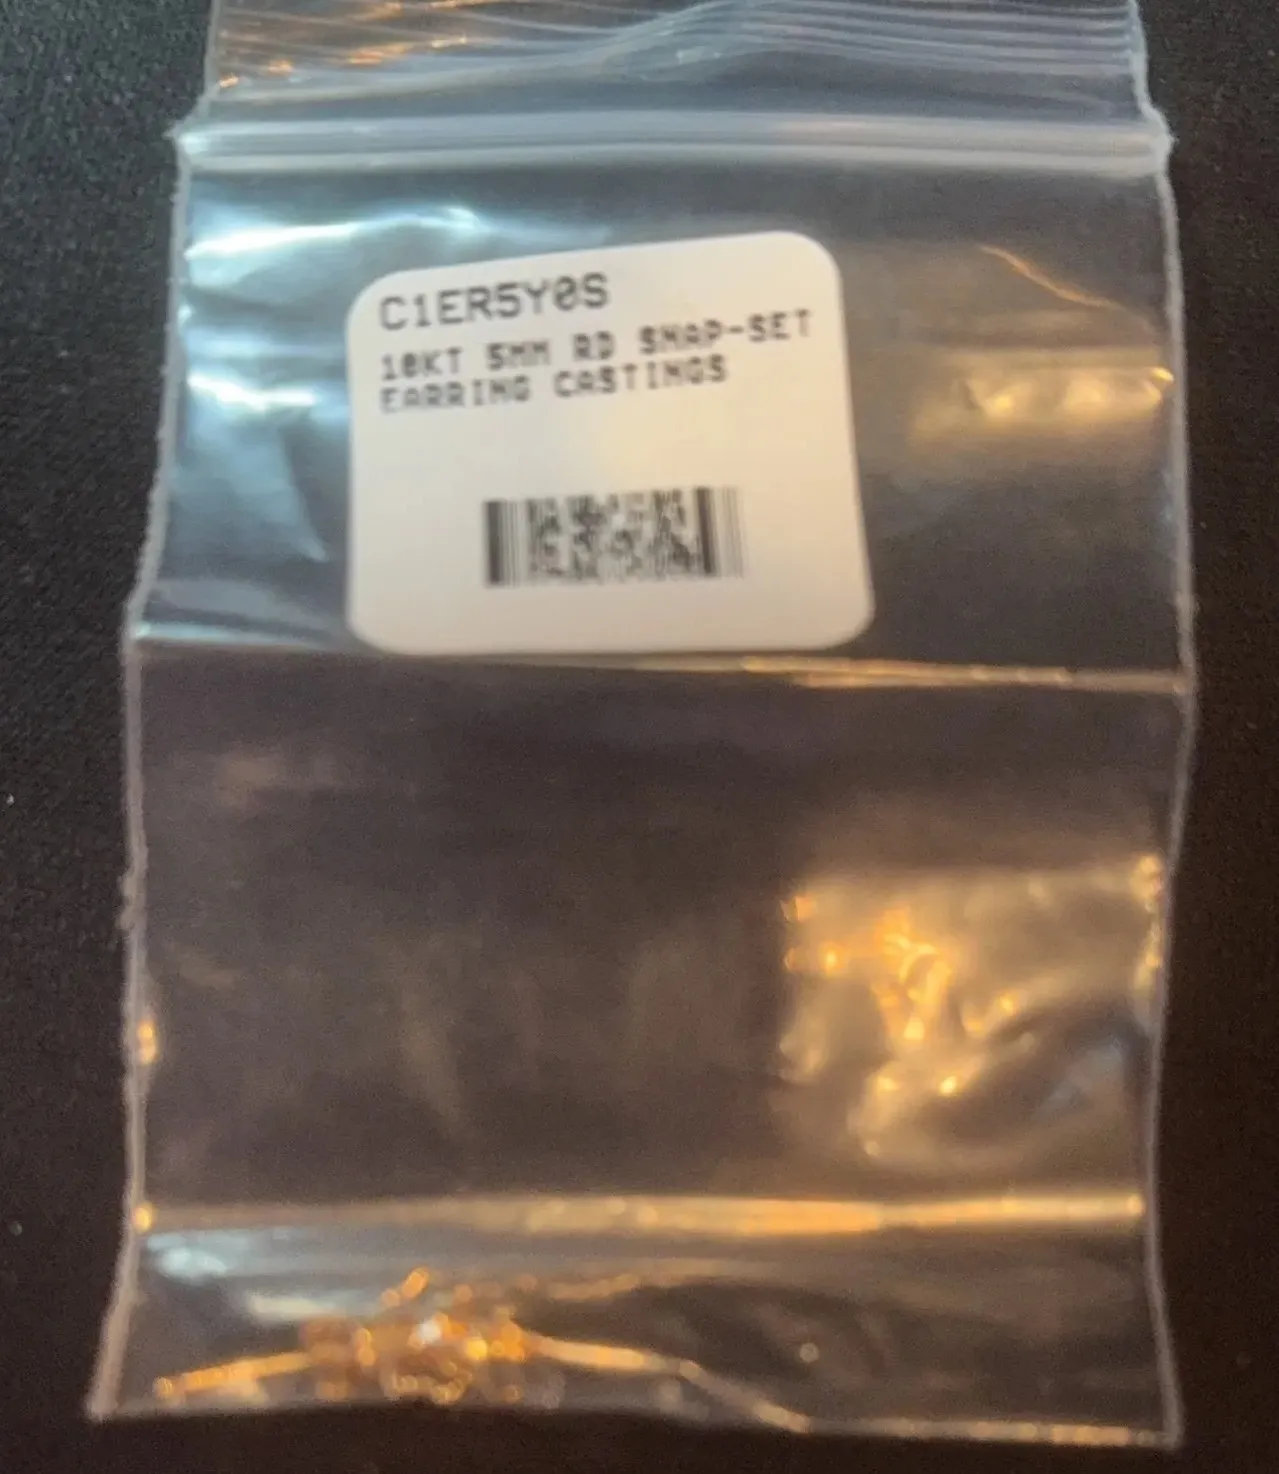 C1ER5Y0S
10KT 5MM RD SNAP-SET
EARRING CASTINGS